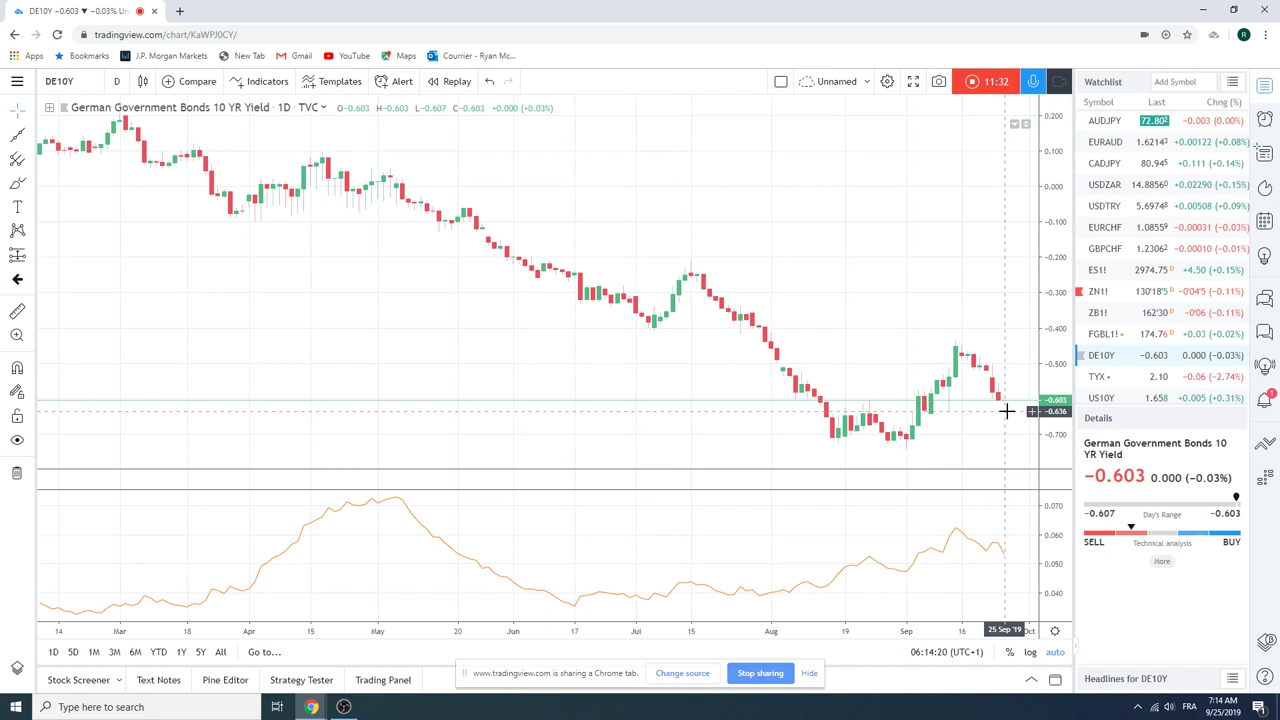 DE10Y −0.603 ▼ −0.03% Un
tradingview.com/chart/KaWPJ0CY/
Apps Bookmarks J.P. Morgan Markets New Tab Gmail YouTube Maps Courrier - Ryan Mc...
DE10Y D Compare Indicators Templates Alert Replay Unnamed 11:32
German Government Bonds 10 YR Yield · 1D · TVC O−0.603 H−0.603 L−0.607 C−0.603 +0.000 (+0.03%)
0.200
0.100
0.000
−0.100
−0.200
−0.300
−0.400
−0.500
−0.603
−0.636
−0.700
0.070
0.060
0.050
0.040
14 Mar 18 Apr 15 May 20 Jun 17 Jul 15 Aug 19 Sep 16 25 Sep '19 Oct
1D 5D 1M 3M 6M YTD 1Y 5Y All Go to... 06:14:20 (UTC+1) % log auto
www.tradingview.com is sharing a Chrome tab. Change source Stop sharing Hide
Stock Screener Text Notes Pine Editor Strategy Tester Trading Panel
Watchlist Add Symbol
Symbol Last Chng (%)
AUDJPY 72.802 −0.003 (0.00%)
EURAUD 1.62143 +0.00122 (+0.08%)
CADJPY 80.945 +0.111 (+0.14%)
USDZAR 14.88560 +0.02290 (+0.15%)
USDTRY 5.69748 +0.00508 (+0.09%)
EURCHF 1.08559 −0.00031 (−0.03%)
GBPCHF 1.23062 −0.00010 (−0.01%)
ES1! 2974.75 D +4.50 (+0.15%)
ZN1! 130'18'5 D −0'04'5 (−0.11%)
ZB1! 162'30 D −0'06 (−0.11%)
FGBL1! 174.76 D +0.03 (+0.02%)
DE10Y −0.603 0.000 (−0.03%)
TYX 2.10 −0.06 (−2.74%)
US10Y 1.658 +0.005 (+0.31%)
Details
German Government Bonds 10
YR Yield
−0.603 0.000 (−0.03%)
−0.607 Day's Range −0.603
SELL Technical analysis BUY
More
Headlines for DE10Y
1
Type here to search
FRA
7:14 AM
9/25/2019